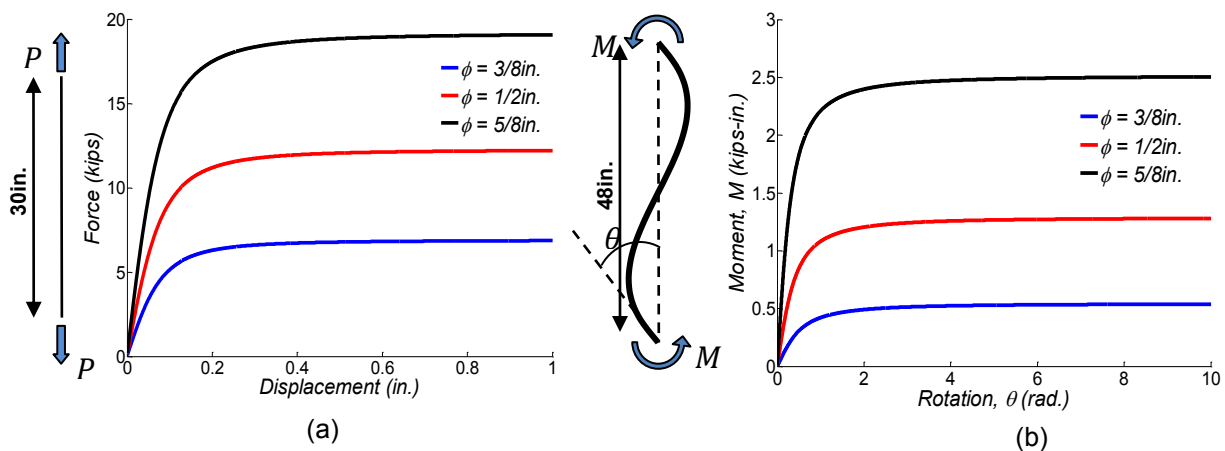 P
30in.
P
Force (kips)
20
15
10
5
0
0 0.2 0.4 0.6 0.8 1
Displacement (in.)
ϕ = 3/8in.
ϕ = 1/2in.
ϕ = 5/8in.
(a)
M
48in.
θ
M
Moment, M (kips-in.)
3
2.5
2
1.5
1
0.5
0
0 2 4 6 8 10
Rotation, θ (rad.)
ϕ = 3/8in.
ϕ = 1/2in.
ϕ = 5/8in.
(b)